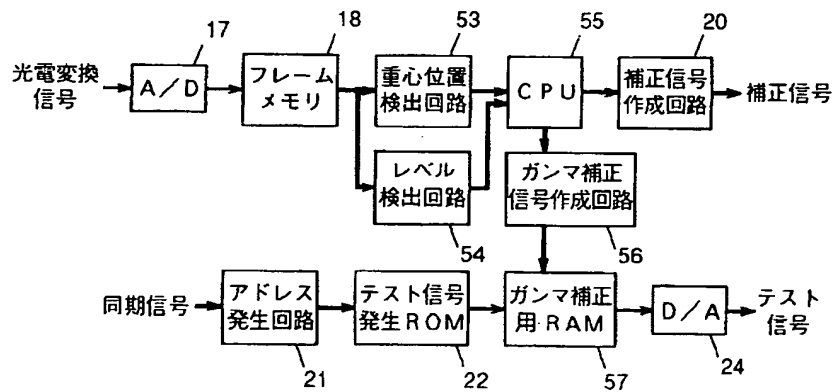 17
18
53
55
20
光電変換
信号
A/D
フレーム
メモリ
重心位置
検出回路
CPU
補正信号
作成回路
補正信号
レベル
検出回路
ガンマ補正
信号作成回路
54
56
同期信号
アドレス
発生回路
テスト信号
発生ROM
ガンマ補正
用RAM
D/A
テスト
信号
21
22
57
24